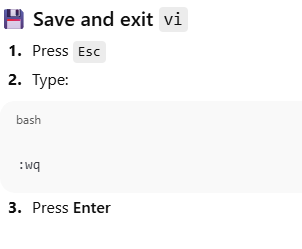 💾 Save and exit vi
1. Press Esc
2. Type:
bash
:wq
3. Press Enter